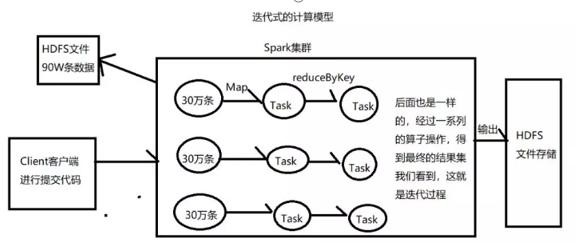 迭代式的计算模型
Spark集群
HDFS文件
90W条数据
Client客户端
进行提交代码
Map
reduceByKey
30万条
Task
Task
30万条
Task
Task
30万条
Task
Task
后面也是一样
的，经过一系列
的算子操作，得
到最终的结果集
我们看到，这就
是迭代过程
输出
HDFS
文件存储